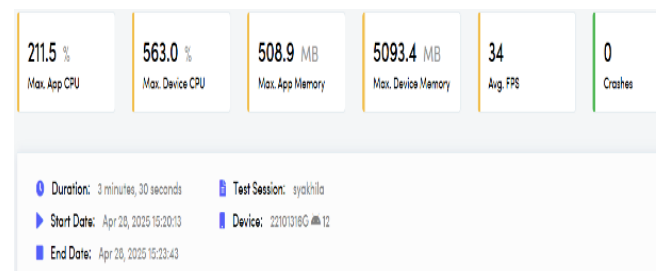 211.5 % 563.0 % 508.9 MB 5093.4 MB 34 0
Max. App CPU Max. Device CPU Max. App Memory Max. Device Memory Avg. FPS Crashes
Duration: 3 minutes, 30 seconds Test Session: syakhila
Start Date: Apr 28, 2025 15:20:13 Device: 22101316G 12
End Date: Apr 28, 2025 15:23:43